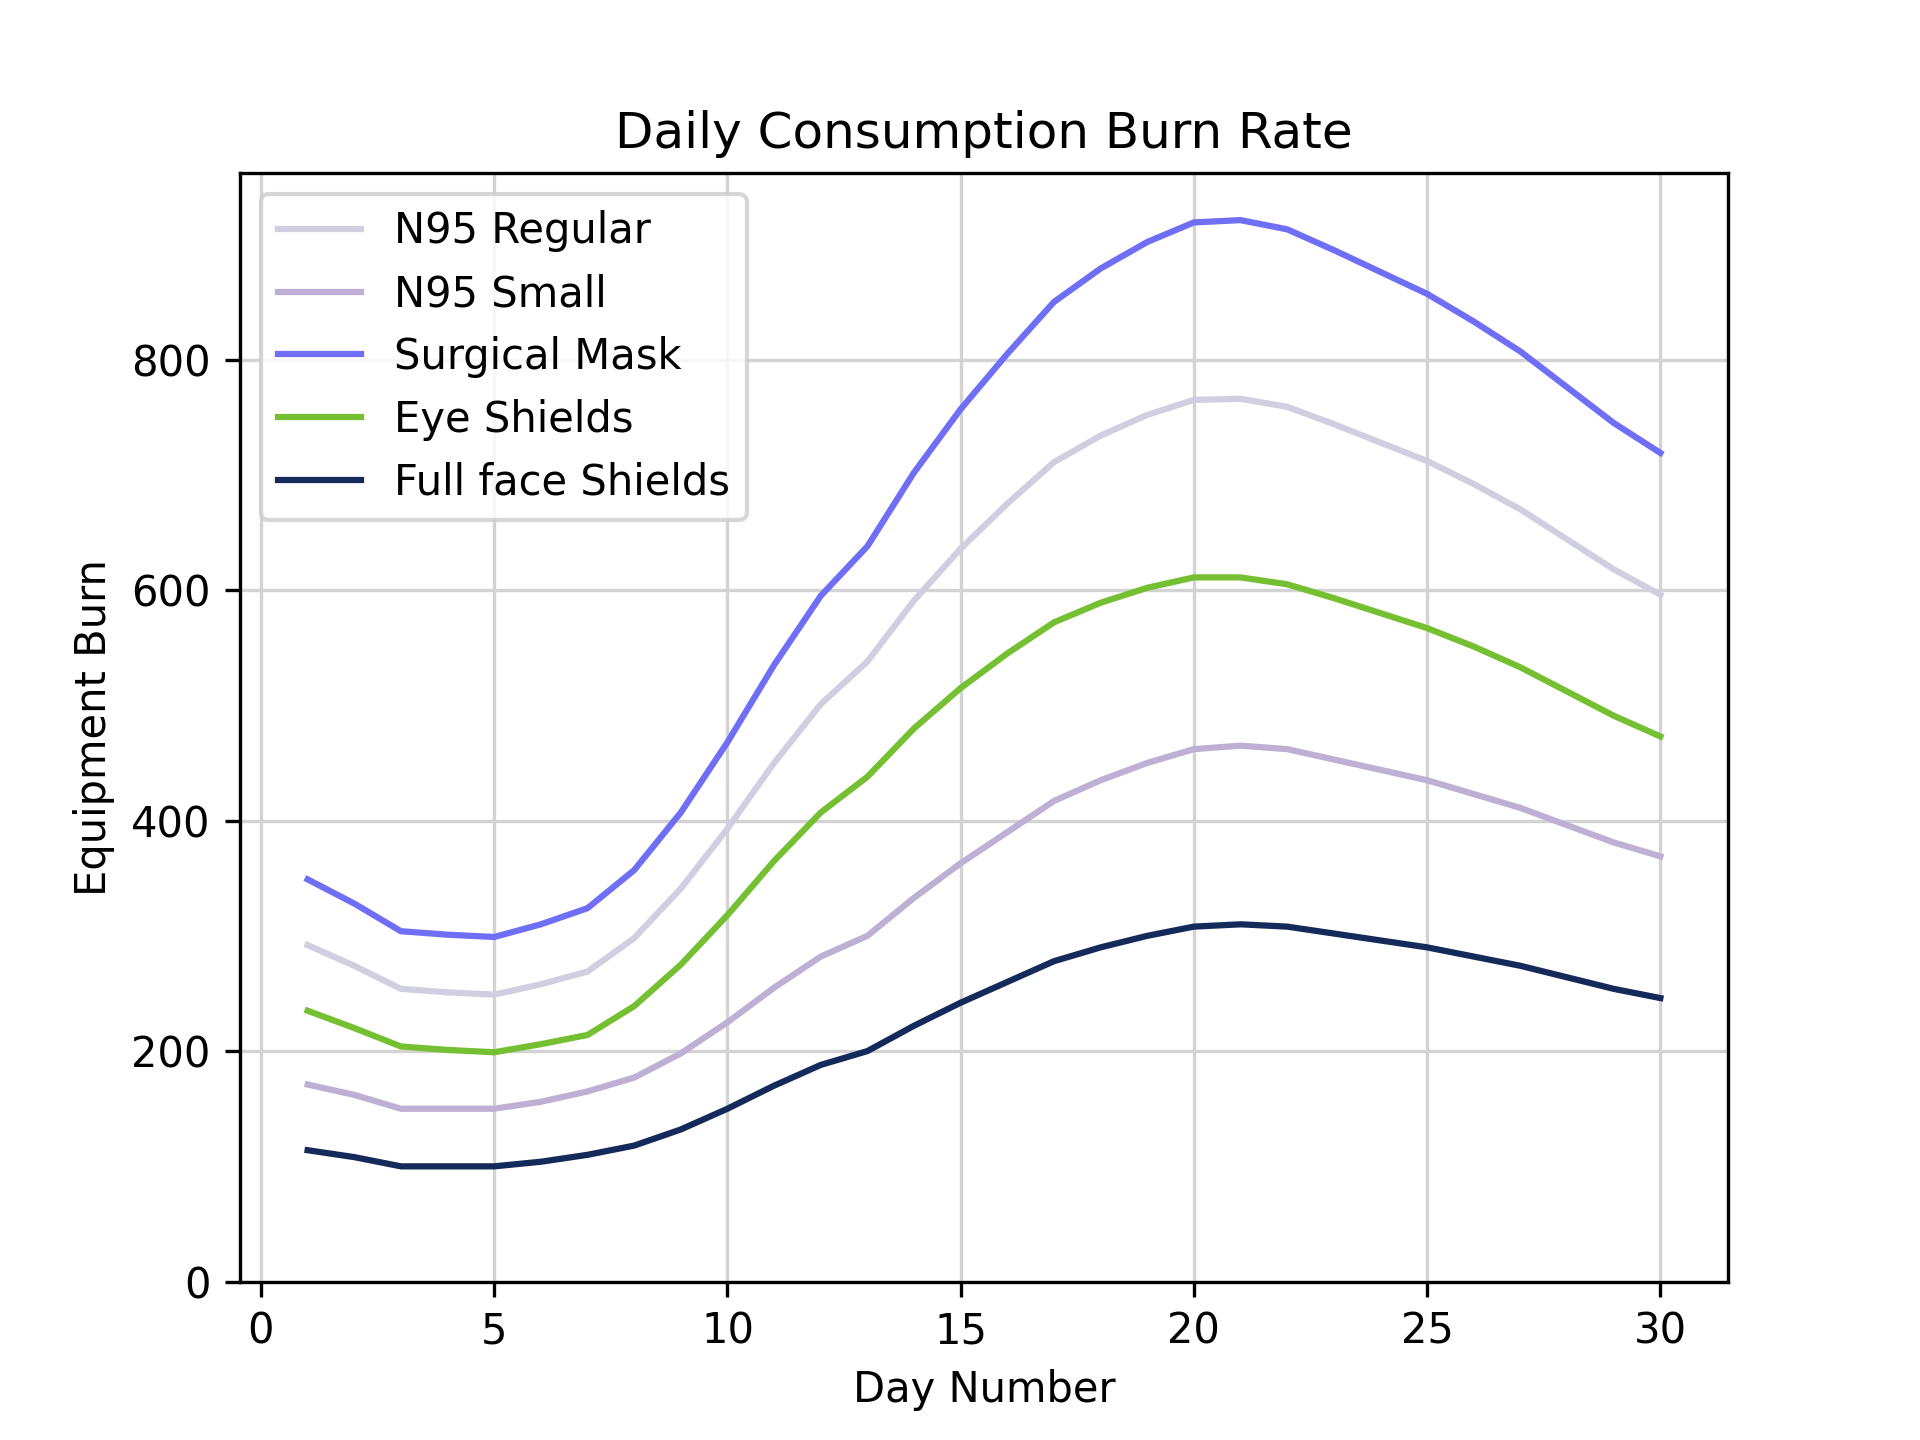 Daily Consumption Burn Rate
N95 Regular
N95 Small
Surgical Mask
Eye Shields
Full face Shields
Equipment Burn
800
600
400
200
0
0 5 10 15 20 25 30
Day Number